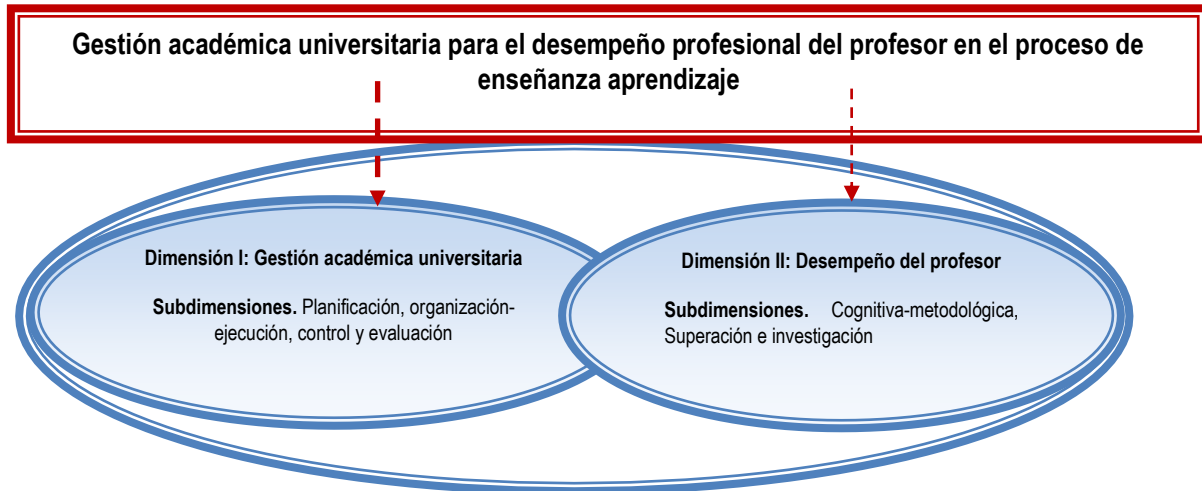 Gestión académica universitaria para el desempeño profesional del profesor en el proceso de
enseñanza aprendizaje
Dimensión I: Gestión académica universitaria
Subdimensiones. Planificación, organización-
ejecución, control y evaluación
Dimensión II: Desempeño del profesor
Subdimensiones. Cognitiva-metodológica,
Superación e investigación